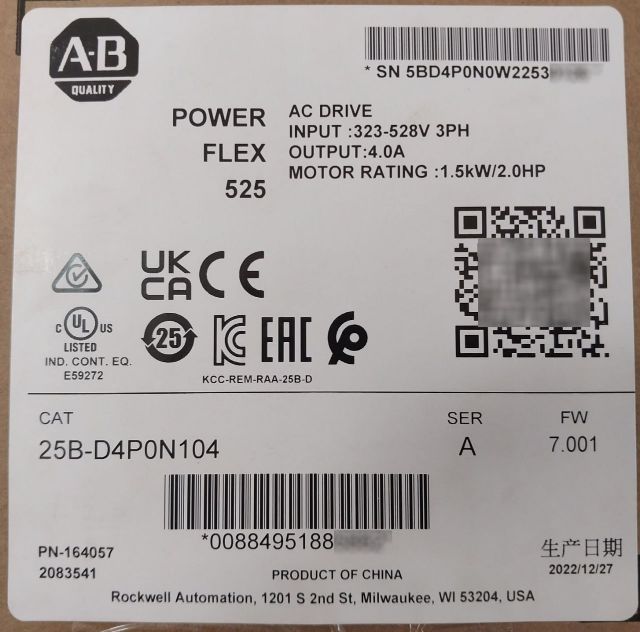 A-B
QUALITY
* SN 5BD4P0N0W2253
POWER
FLEX
525
AC DRIVE
INPUT :323-528V 3PH
OUTPUT:4.0A
MOTOR RATING :1.5kW/2.0HP
UK
CA
CE
C UL US
LISTED
IND. CONT. EQ.
E59272
25
KC
EAC
KCC-REM-RAA-25B-D
CAT
25B-D4P0N104
SER
A
FW
7.001
*0088495188
PN-164057
2083541
生产日期
2022/12/27
PRODUCT OF CHINA
Rockwell Automation, 1201 S 2nd St, Milwaukee, WI 53204, USA